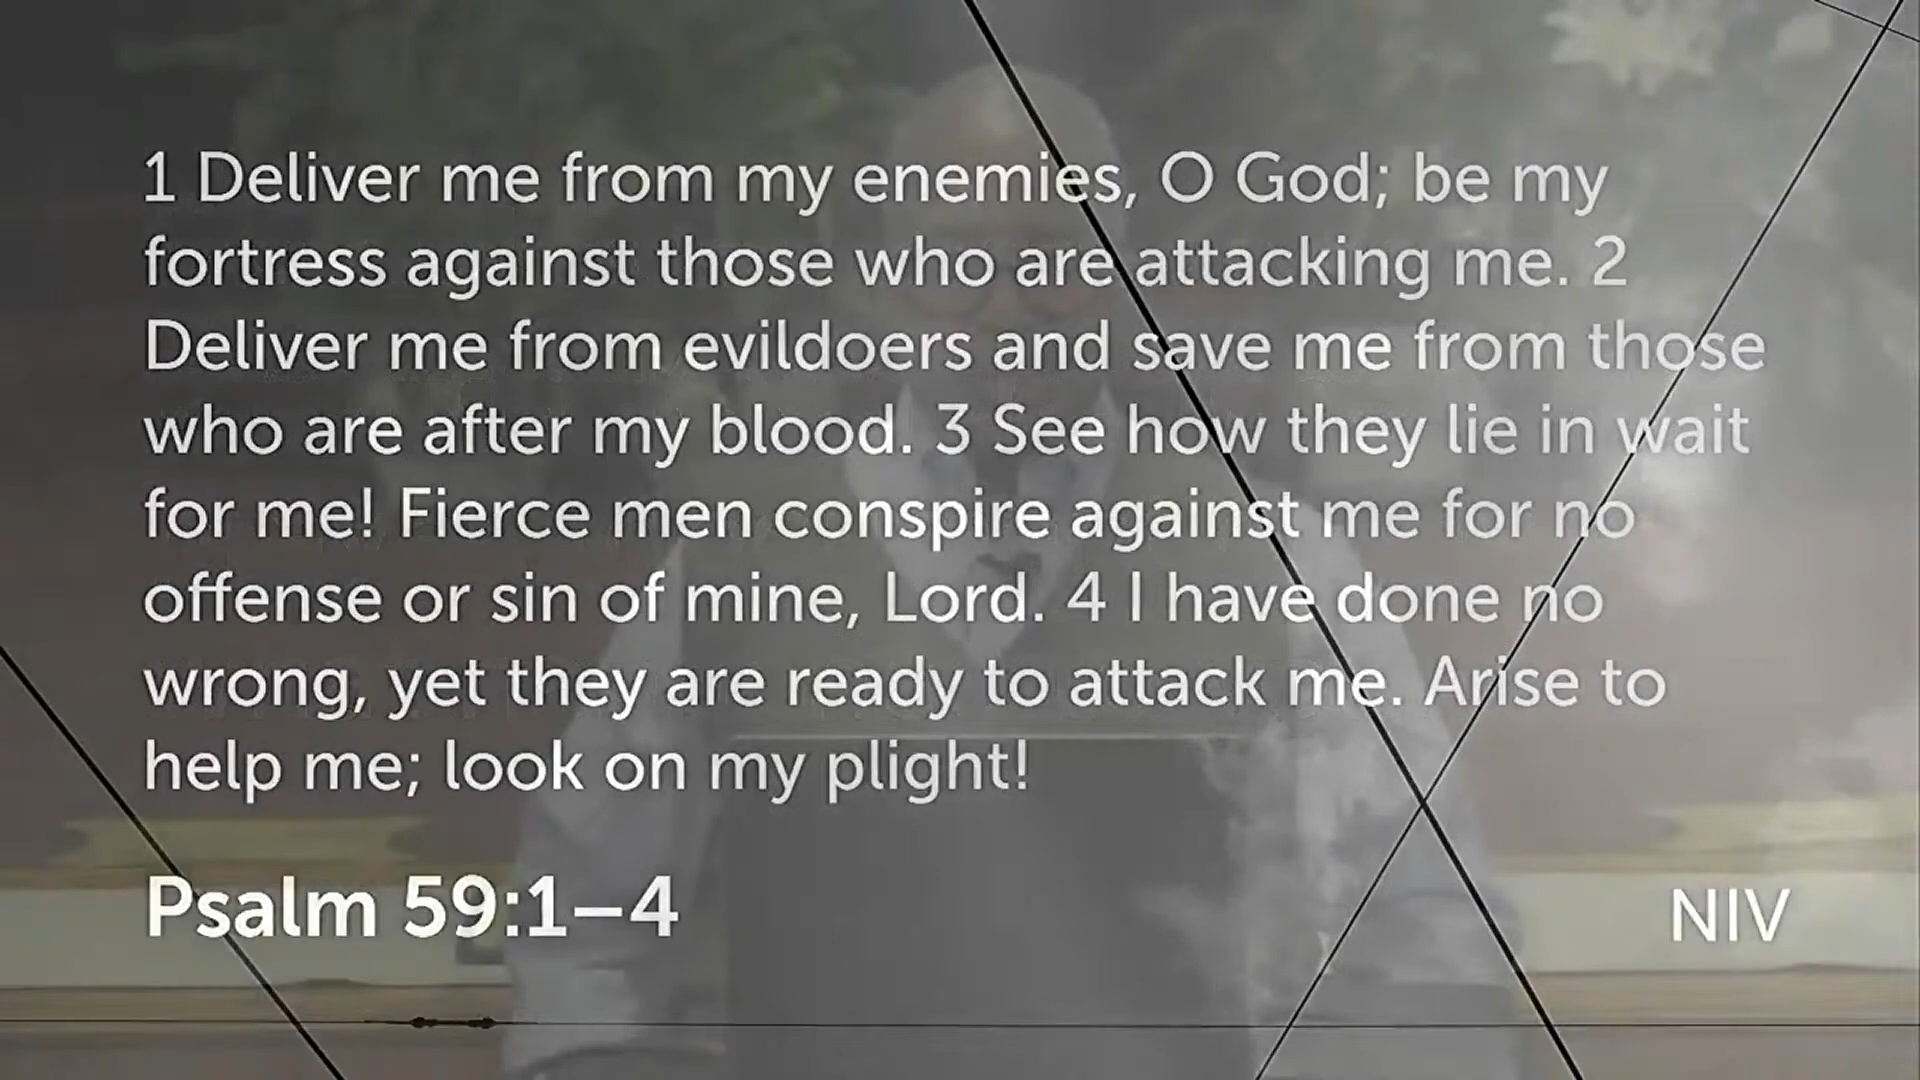 1 Deliver me from my enemies, O God; be my
fortress against those who are attacking me. 2
Deliver me from evildoers and save me from those
who are after my blood. 3 See how they lie in wait
for me! Fierce men conspire against me for no
offense or sin of mine, Lord. 4 I have done no
wrong, yet they are ready to attack me. Arise to
help me; look on my plight!
Psalm 59:1–4
NIV